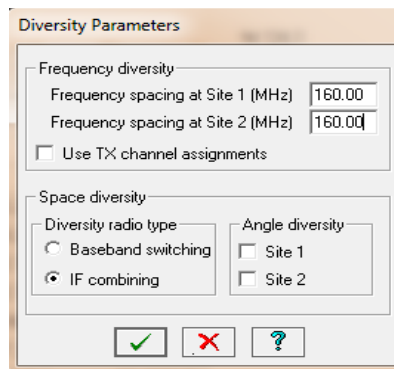 Diversity Parameters
Frequency diversity
Frequency spacing at Site 1 (MHz) 160.00
Frequency spacing at Site 2 (MHz) 160.00
Use TX channel assignments
Space diversity
Diversity radio type
Baseband switching
IF combining
Angle diversity
Site 1
Site 2
?